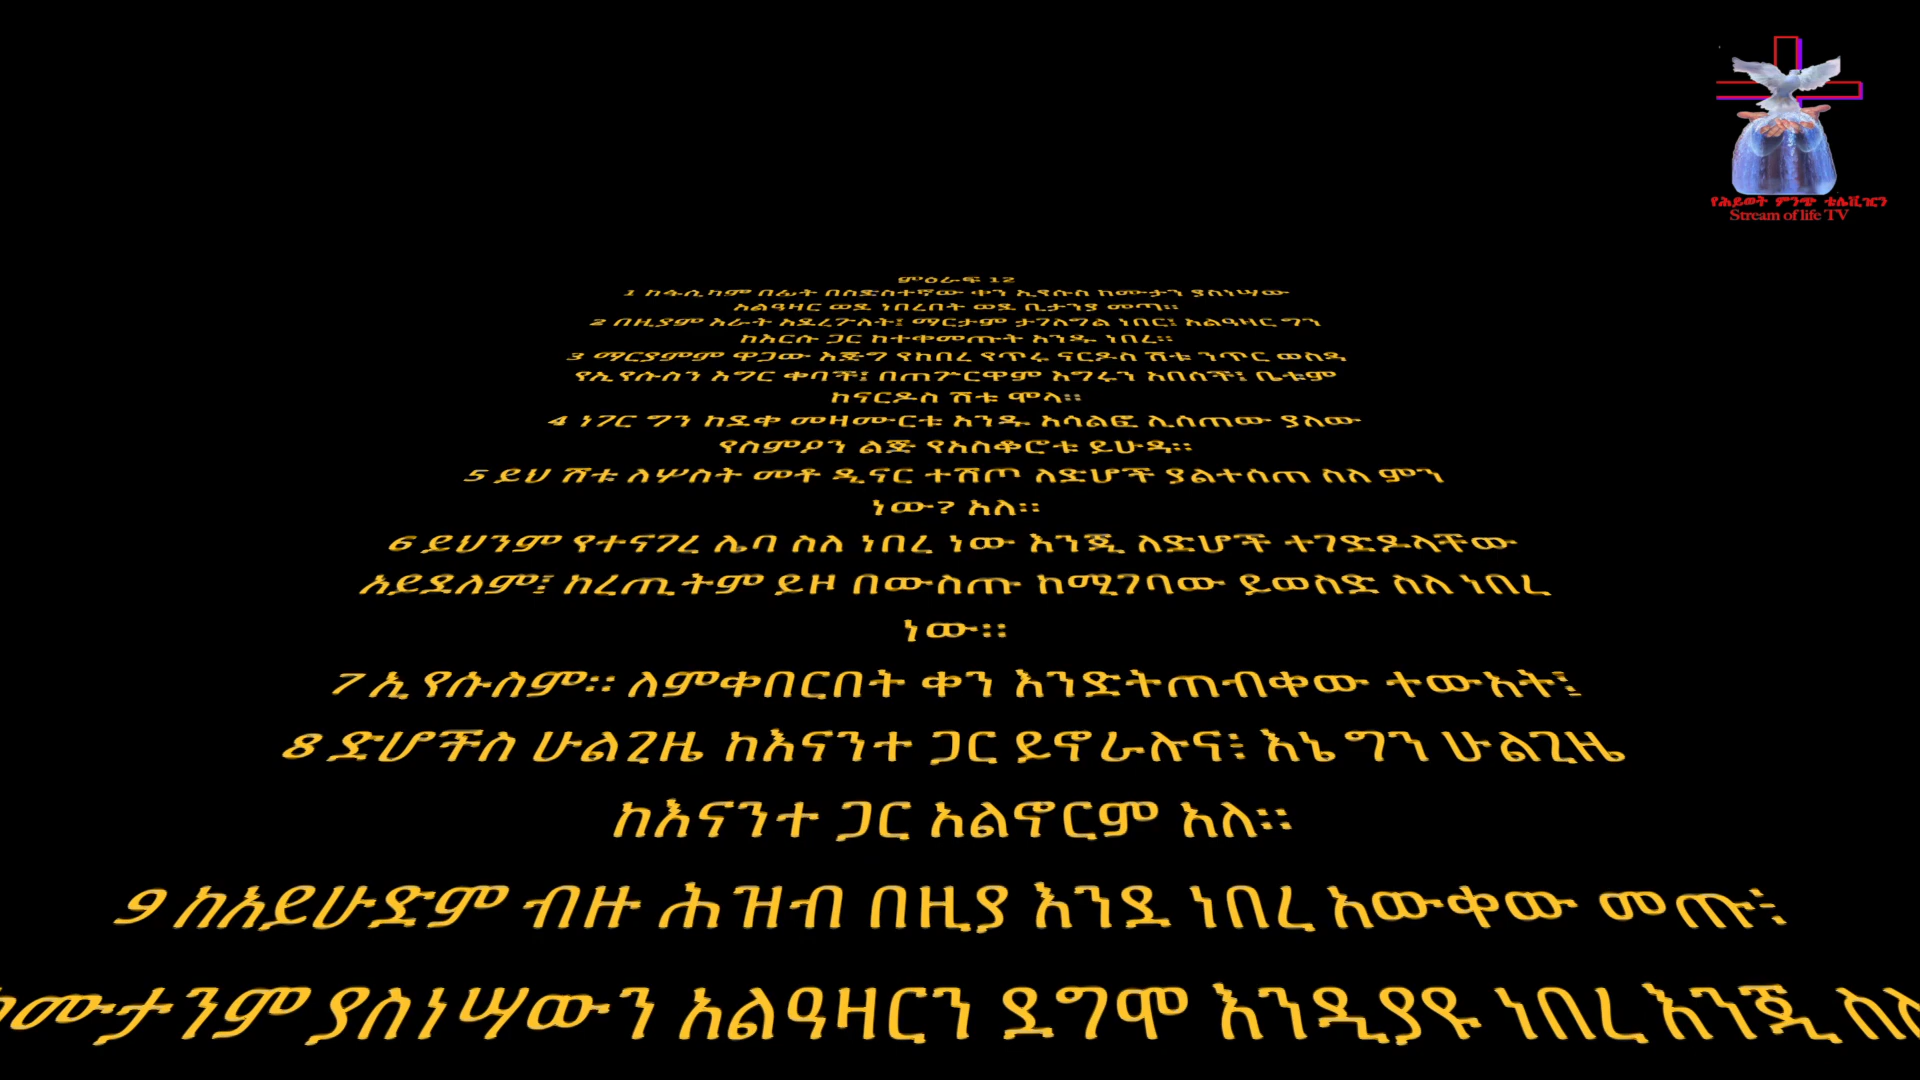 የሕይወት ምንጭ ቴሌቪዢን
Stream of life TV
ምዕራፍ 12
1 ከፋሲካም በፊት በስድስተኛው ቀን ኢየሱስ ከሙታን ያስነሣው
አልዓዛር ወደ ነበረበት ወደ ቢታንያ መጣ።
2 በዚያም እራት አደረጉለት፤ ማርታም ታገለግል ነበር፤ አልዓዛር ግን
ከእርሱ ጋር ከተቀመጡት አንዱ ነበረ።
3 ማርያምም ዋጋው እጅግ የከበረ የጥሩ ናርዶስ ሽቱ ንጥር ወስዳ
የኢየሱስን እግር ቀባች፤ በጠጕርዋም እግሩን አበሰች፤ ቤቱም
ከናርዶስ ሽቱ ሞላ።
4 ነገር ግን ከደቀ መዛሙርቱ አንዱ አሳልፎ ሊሰጠው ያለው
የስምዖን ልጅ የአስቆሮቱ ይሁዳ።
5 ይህ ሽቱ ለሦስት መቶ ዲናር ተሽጦ ለድሆች ያልተሰጠ ስለ ምን
ነው? አለ።
6 ይህንም የተናገረ ሌባ ስለ ነበረ ነው እንጂ ለድሆች ተገድዶላቸው
አይደለም፤ ከረጢትም ይዞ በውስጡ ከሚገባው ይወስድ ስለ ነበረ
ነው።
7 ኢየሱስም። ለምቀበርበት ቀን እንድትጠብቀው ተውአት፤
8 ድሆችስ ሁልጊዜ ከእናንተ ጋር ይኖራሉና፥ እኔ ግን ሁልጊዜ
ከእናንተ ጋር አልኖርም አለ።
9 ከአይሁድም ብዙ ሕዝብ በዚያ እንደ ነበረ አውቀው መጡ፥
ከሙታንም ያስነሣውን አልዓዛርን ደግሞ እንዲያዩ ነበረ እንጂ ስለ